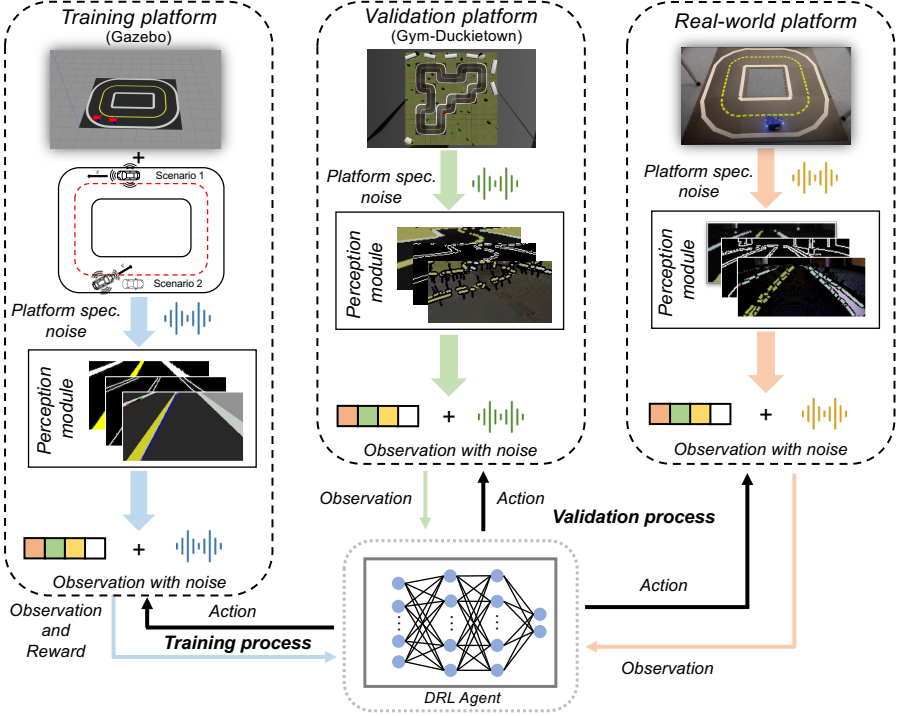 Training platform
(Gazebo)
+
Scenario 1
v
Scenario 2
v
Platform spec.
noise
Perception
module
+
Observation with noise
Validation platform
(Gym-Duckietown)
Platform spec.
noise
Perception
module
+
Observation with noise
Real-world platform
Platform spec.
noise
Perception
module
+
Observation with noise
Observation
Action
Validation process
Observation
and
Reward
Action
Training process
Action
Observation
DRL Agent